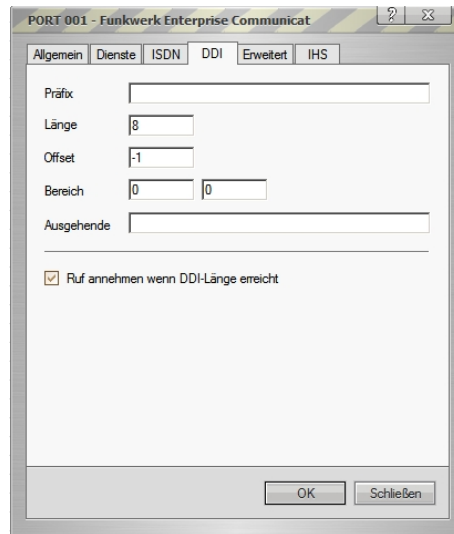 PORT 001 - Funkwerk Enterprise Communicat
Allgemein Dienste ISDN DDI Erweitert IHS
Präfix
Länge 8
Offset -1
Bereich 0 0
Ausgehende
Ruf annehmen wenn DDI-Länge erreicht
OK Schließen